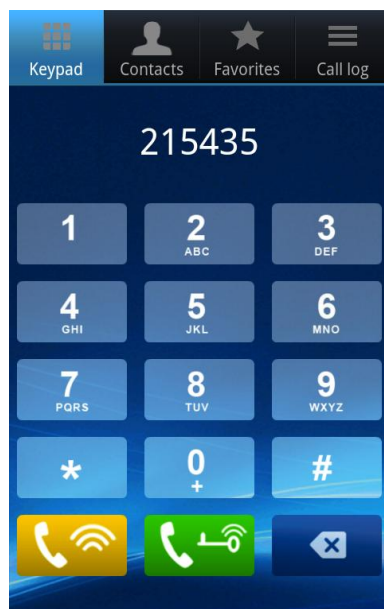 Keypad Contacts Favorites Call log
215435
1 2 3
ABC DEF
4 5 6
GHI JKL MNO
7 8 9
PQRS TUV WXYZ
* 0 #
+